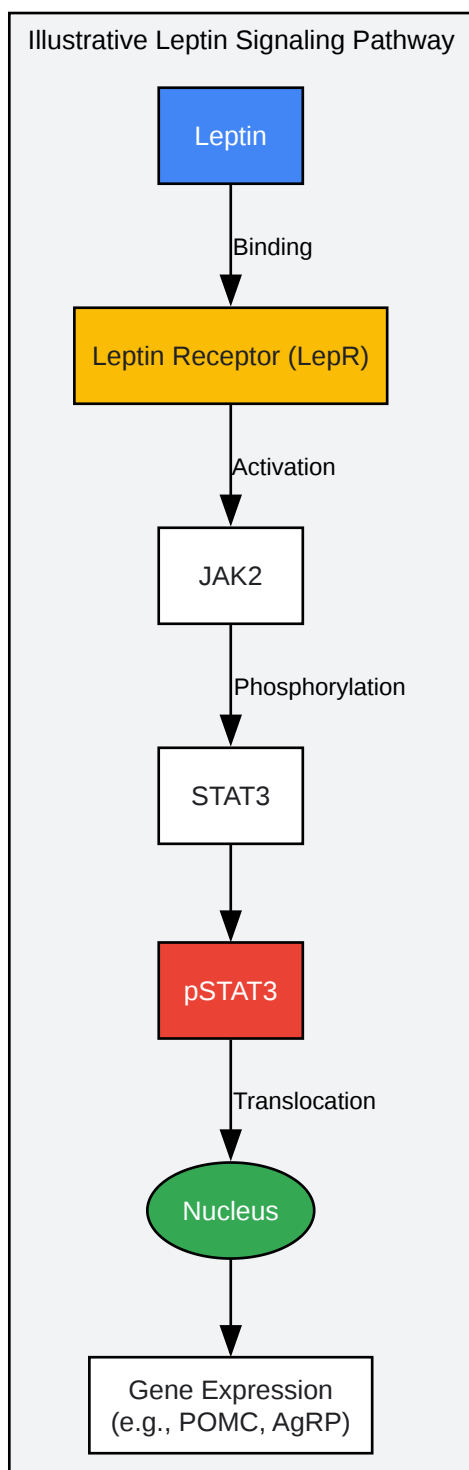 Illustrative Leptin Signaling Pathway
Leptin
Binding
Leptin Receptor (LepR)
Activation
JAK2
Phosphorylation
STAT3
pSTAT3
Translocation
Nucleus
Gene Expression
(e.g., POMC, AgRP)